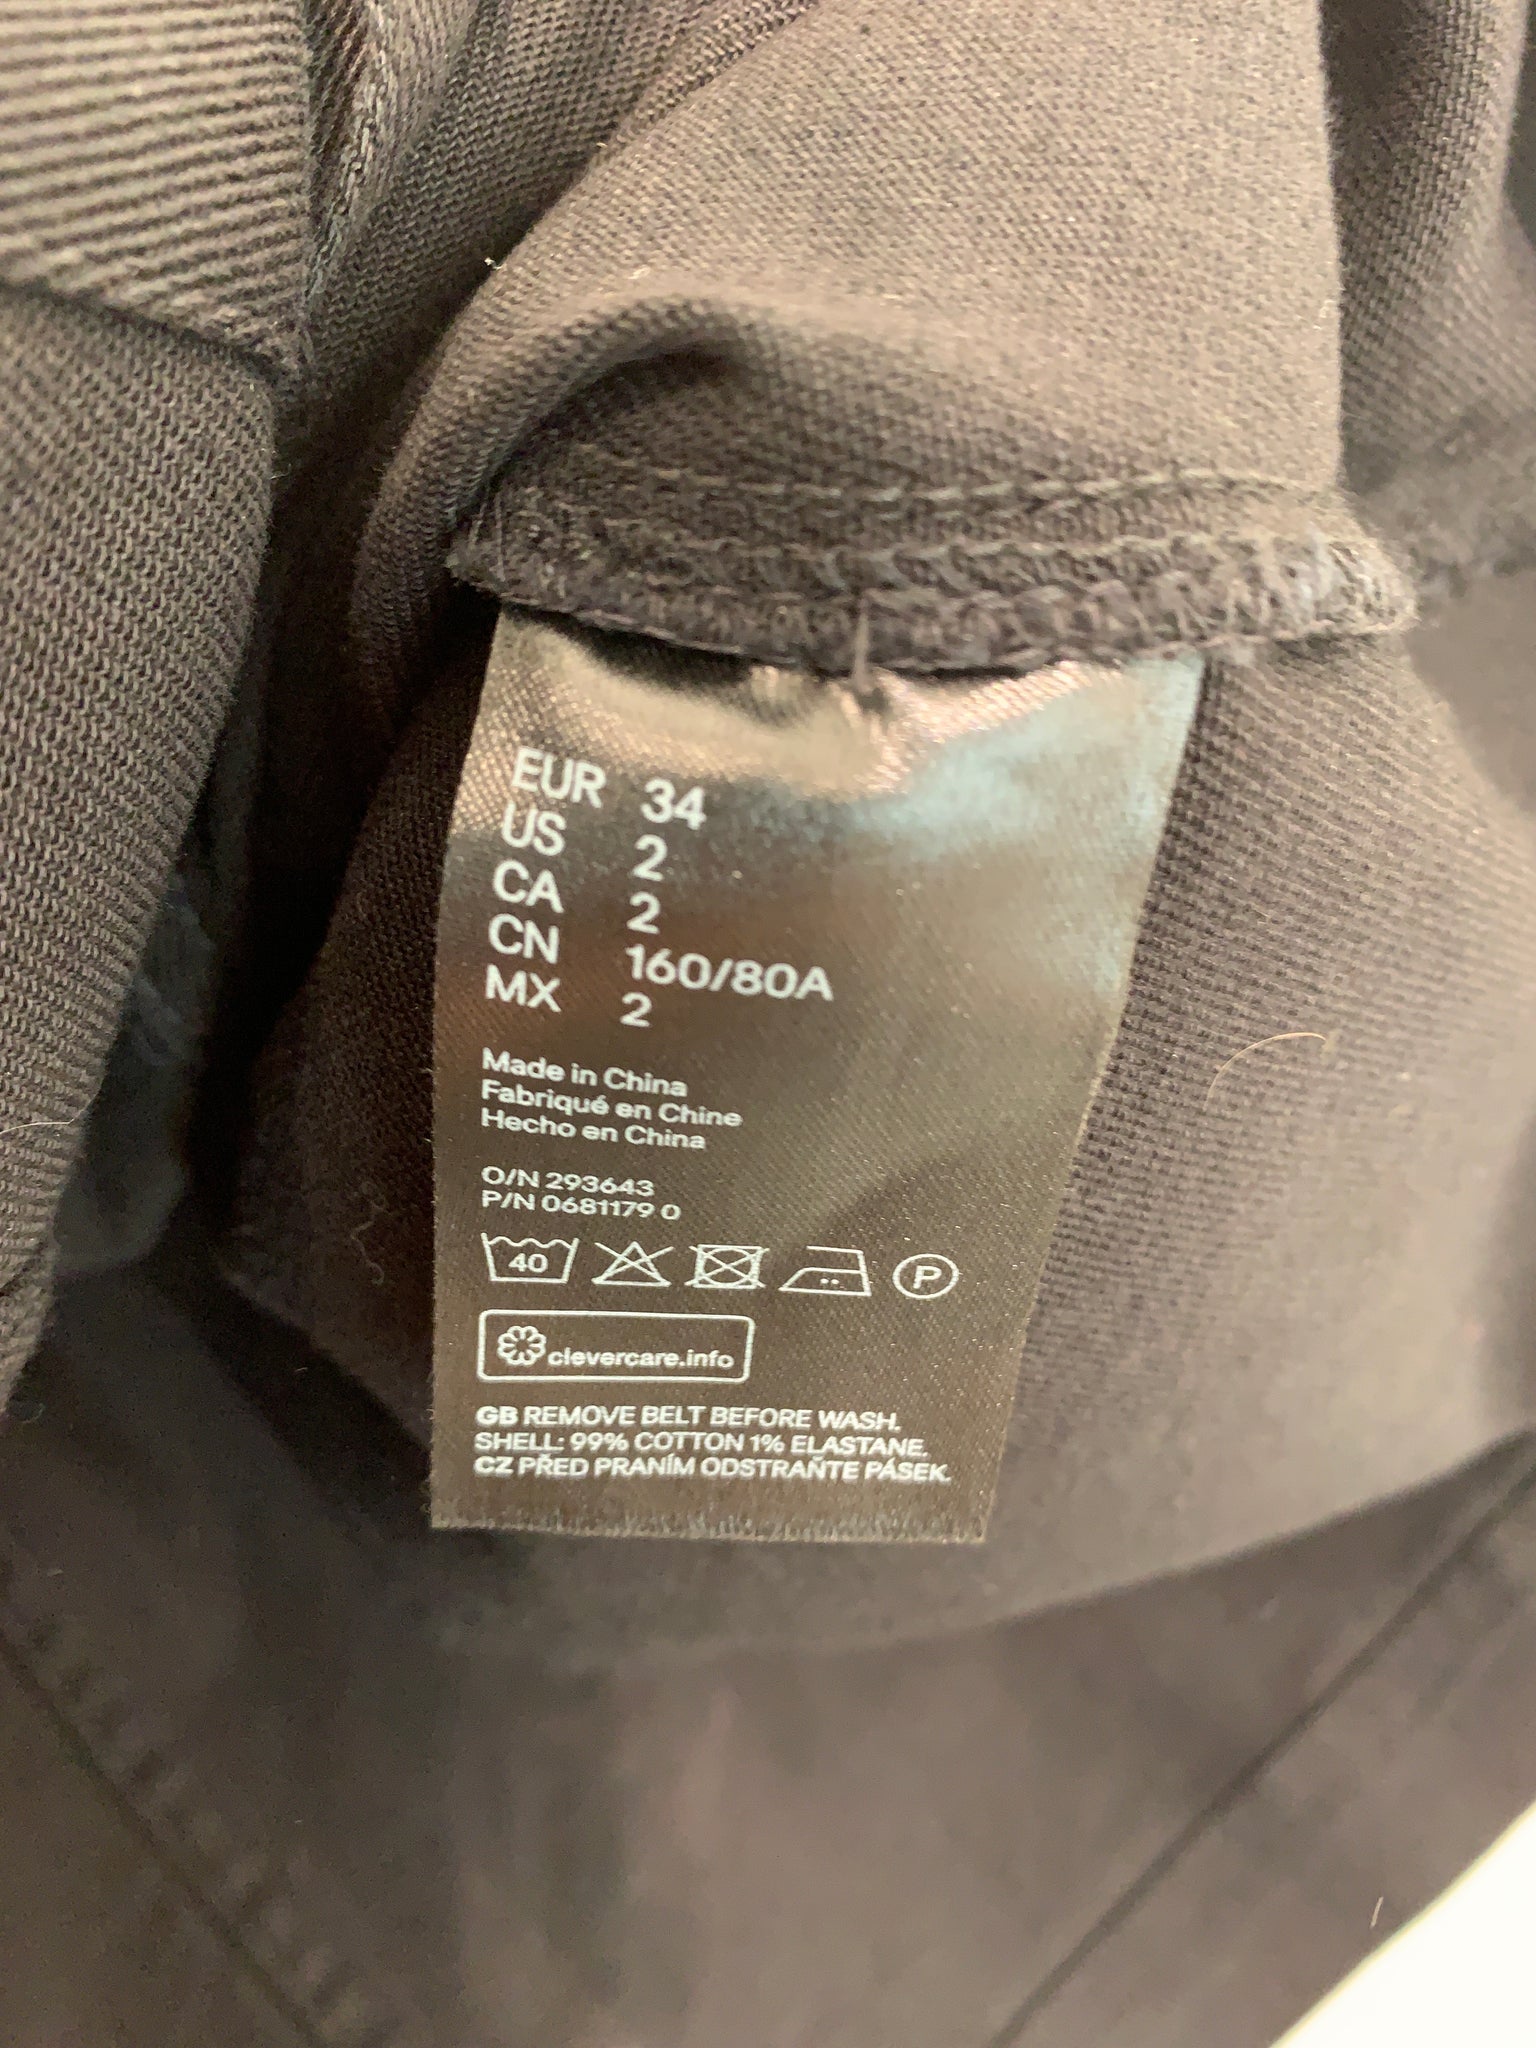 EUR 34
US 2
CA 2
CN 160/80A
MX 2
Made in China
Fabriqué en Chine
Hecho en China
O/N 293643
P/N 0681179 0
40 P
clevercare.info
GB REMOVE BELT BEFORE WASH.
SHELL: 99% COTTON 1% ELASTANE.
CZ PŘED PRANÍM ODSTRAŇTE PÁSEK.